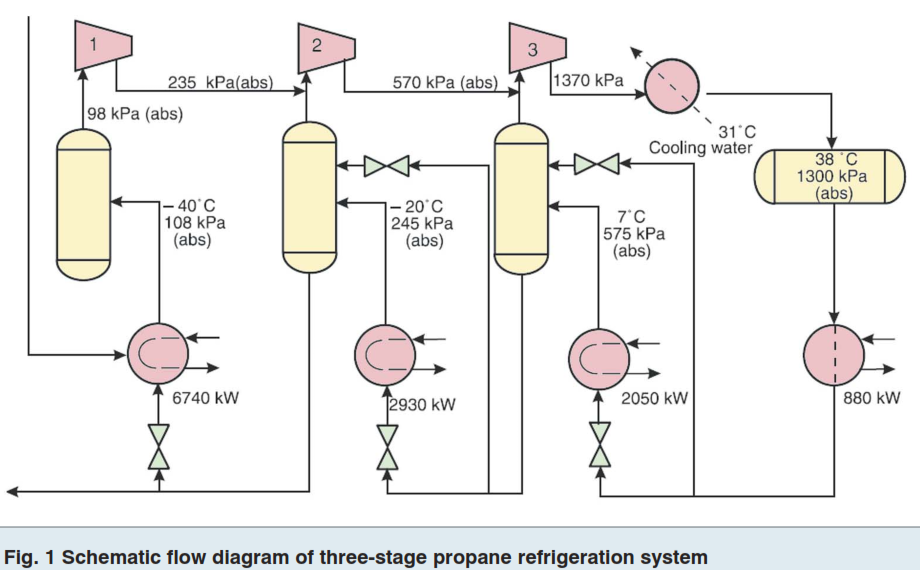 1
2
3
235 kPa(abs)
570 kPa (abs)
1370 kPa
98 kPa (abs)
31°C
Cooling water
38 °C
1300 kPa
(abs)
– 40°C
108 kPa
(abs)
– 20°C
245 kPa
(abs)
7°C
575 kPa
(abs)
6740 kW
2930 kW
2050 kW
880 kW
Fig. 1 Schematic flow diagram of three-stage propane refrigeration system